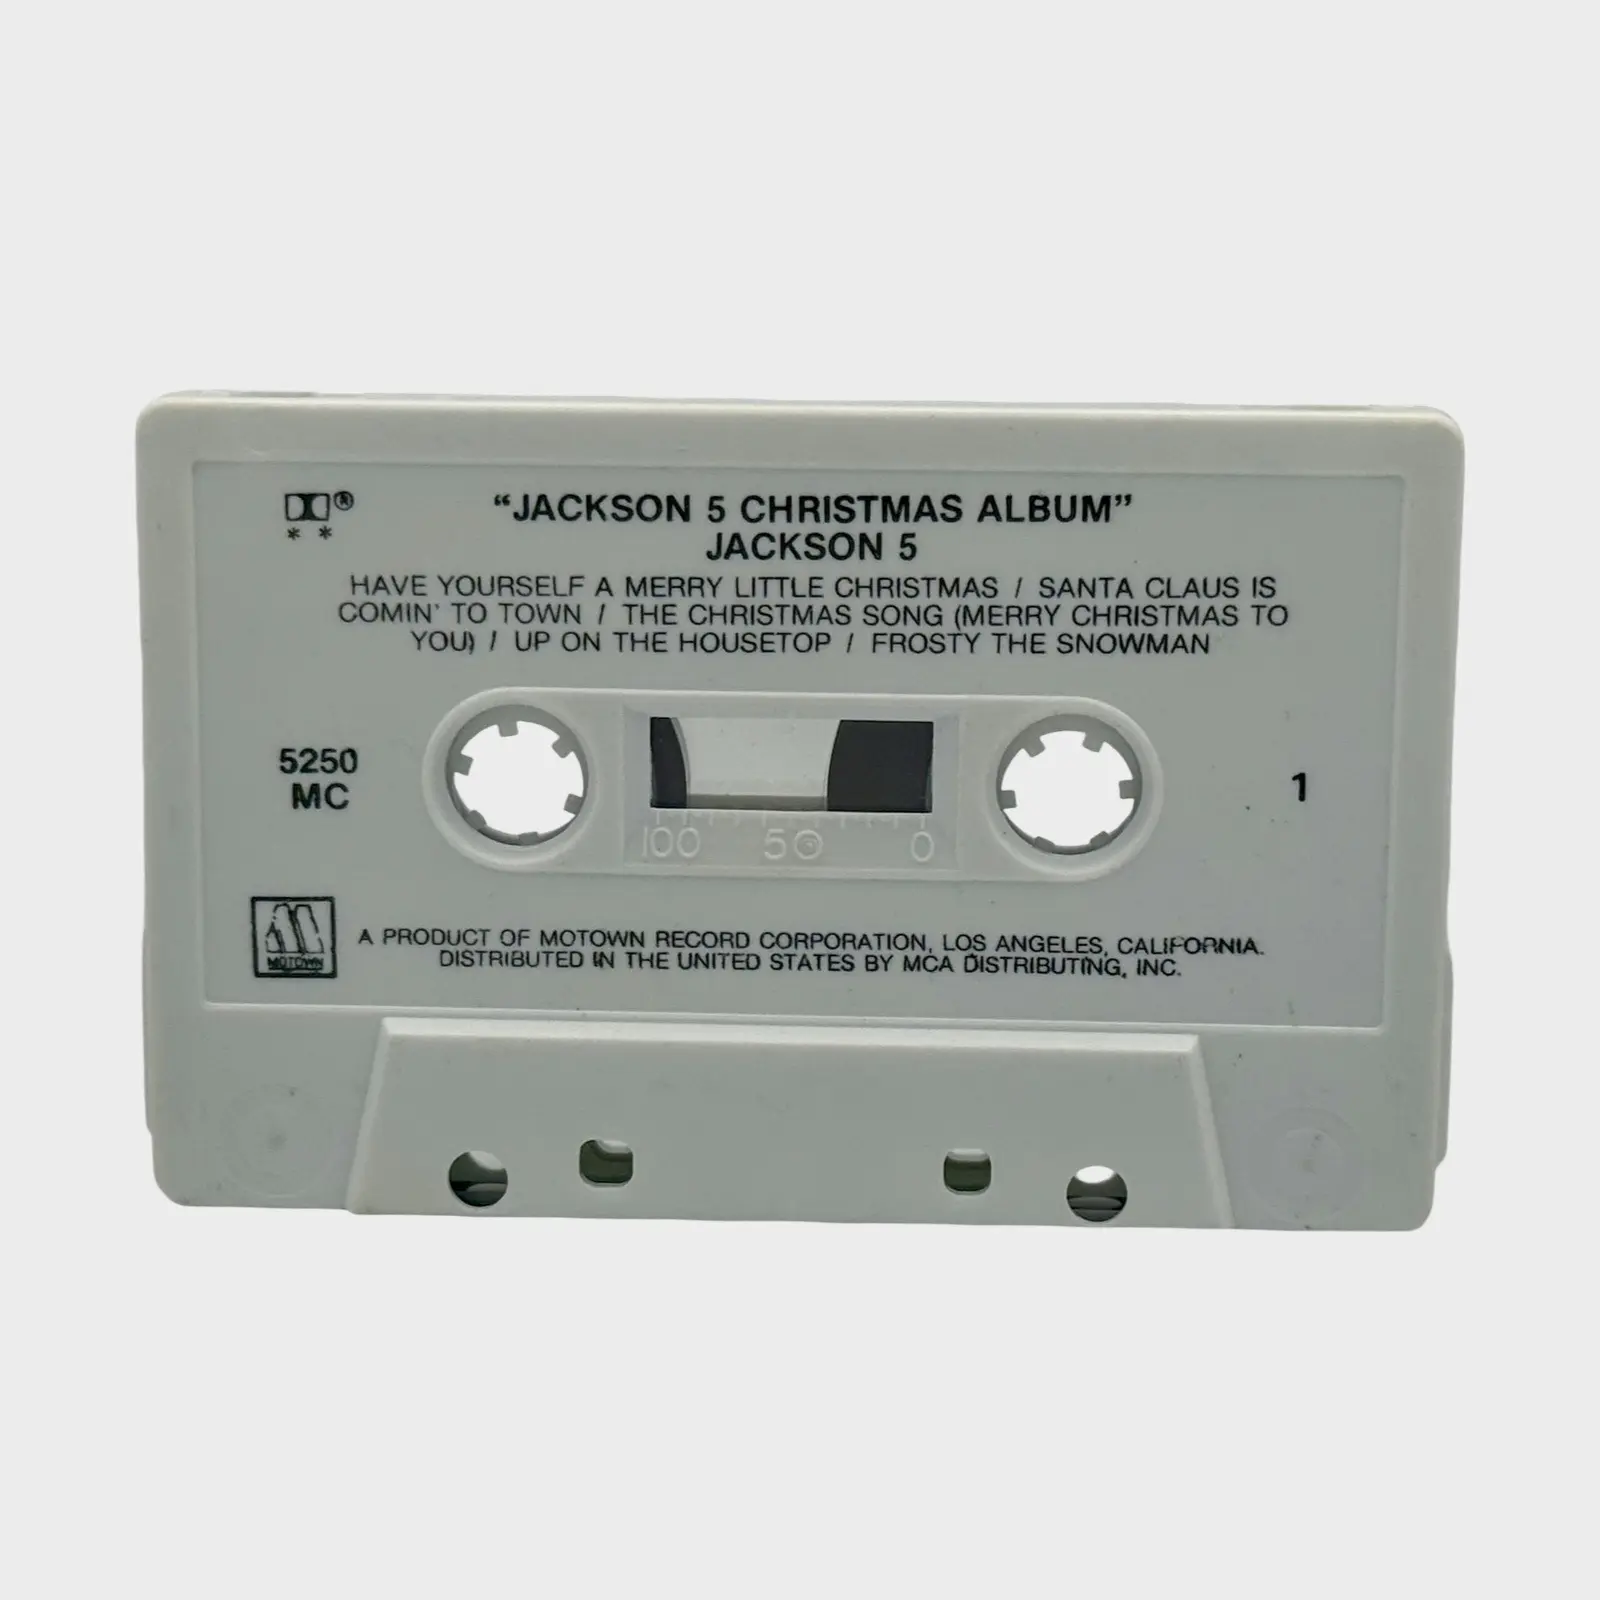 “JACKSON 5 CHRISTMAS ALBUM”
JACKSON 5
HAVE YOURSELF A MERRY LITTLE CHRISTMAS / SANTA CLAUS IS
COMIN' TO TOWN / THE CHRISTMAS SONG (MERRY CHRISTMAS TO
YOU) / UP ON THE HOUSETOP / FROSTY THE SNOWMAN
5250
MC
1
100 50 0
MOTOWN
A PRODUCT OF MOTOWN RECORD CORPORATION, LOS ANGELES, CALIFORNIA.
DISTRIBUTED IN THE UNITED STATES BY MCA DISTRIBUTING, INC.